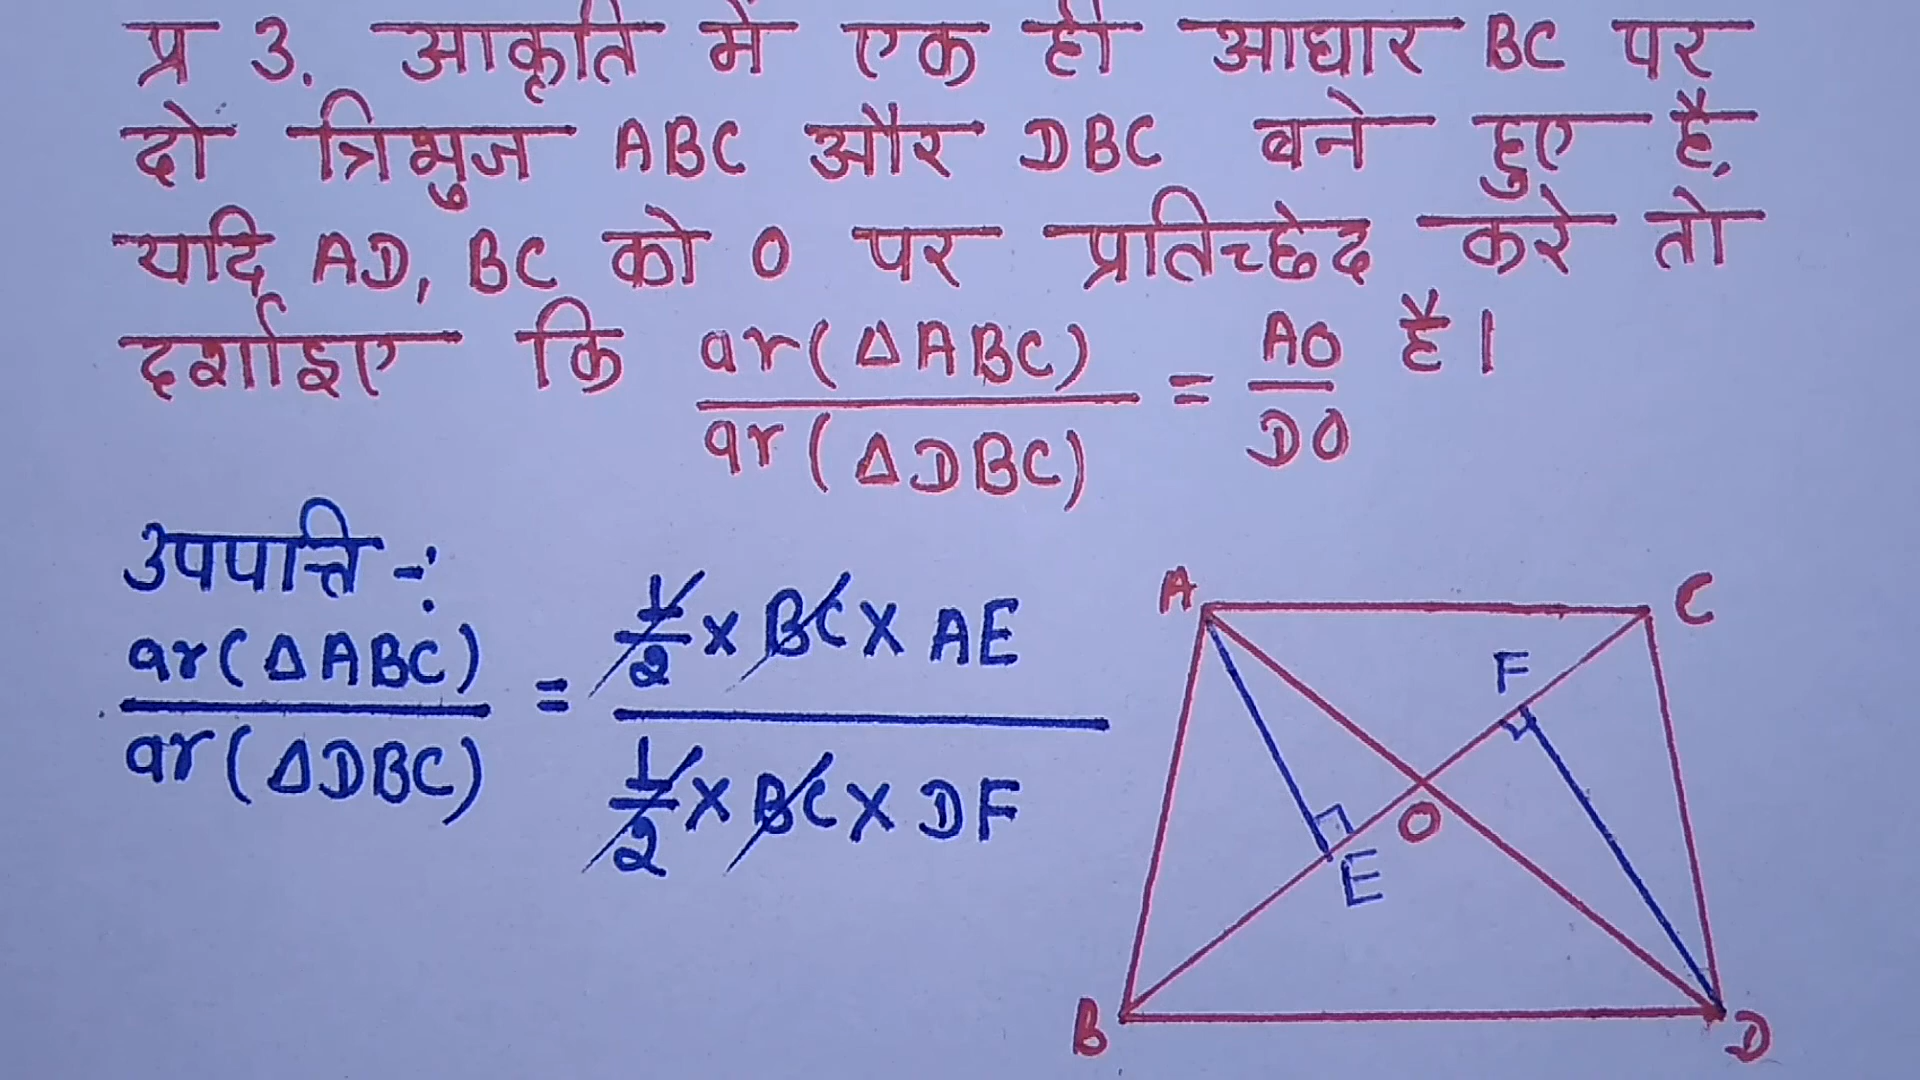 प्र 3. आकृति में एक ही आधार BC पर
दो त्रिभुज ABC और DBC बने हुए है,
यदि AD, BC को O पर प्रतिच्छेद करे तो
दर्शाइए कि ar(ΔABC) / ar(ΔDBC) = AO / DO है।
उपपत्ति -:
ar(ΔABC) / ar(ΔDBC) = 1/2 × BC × AE / 1/2 × BC × DF
A
C
F
O
E
B
D